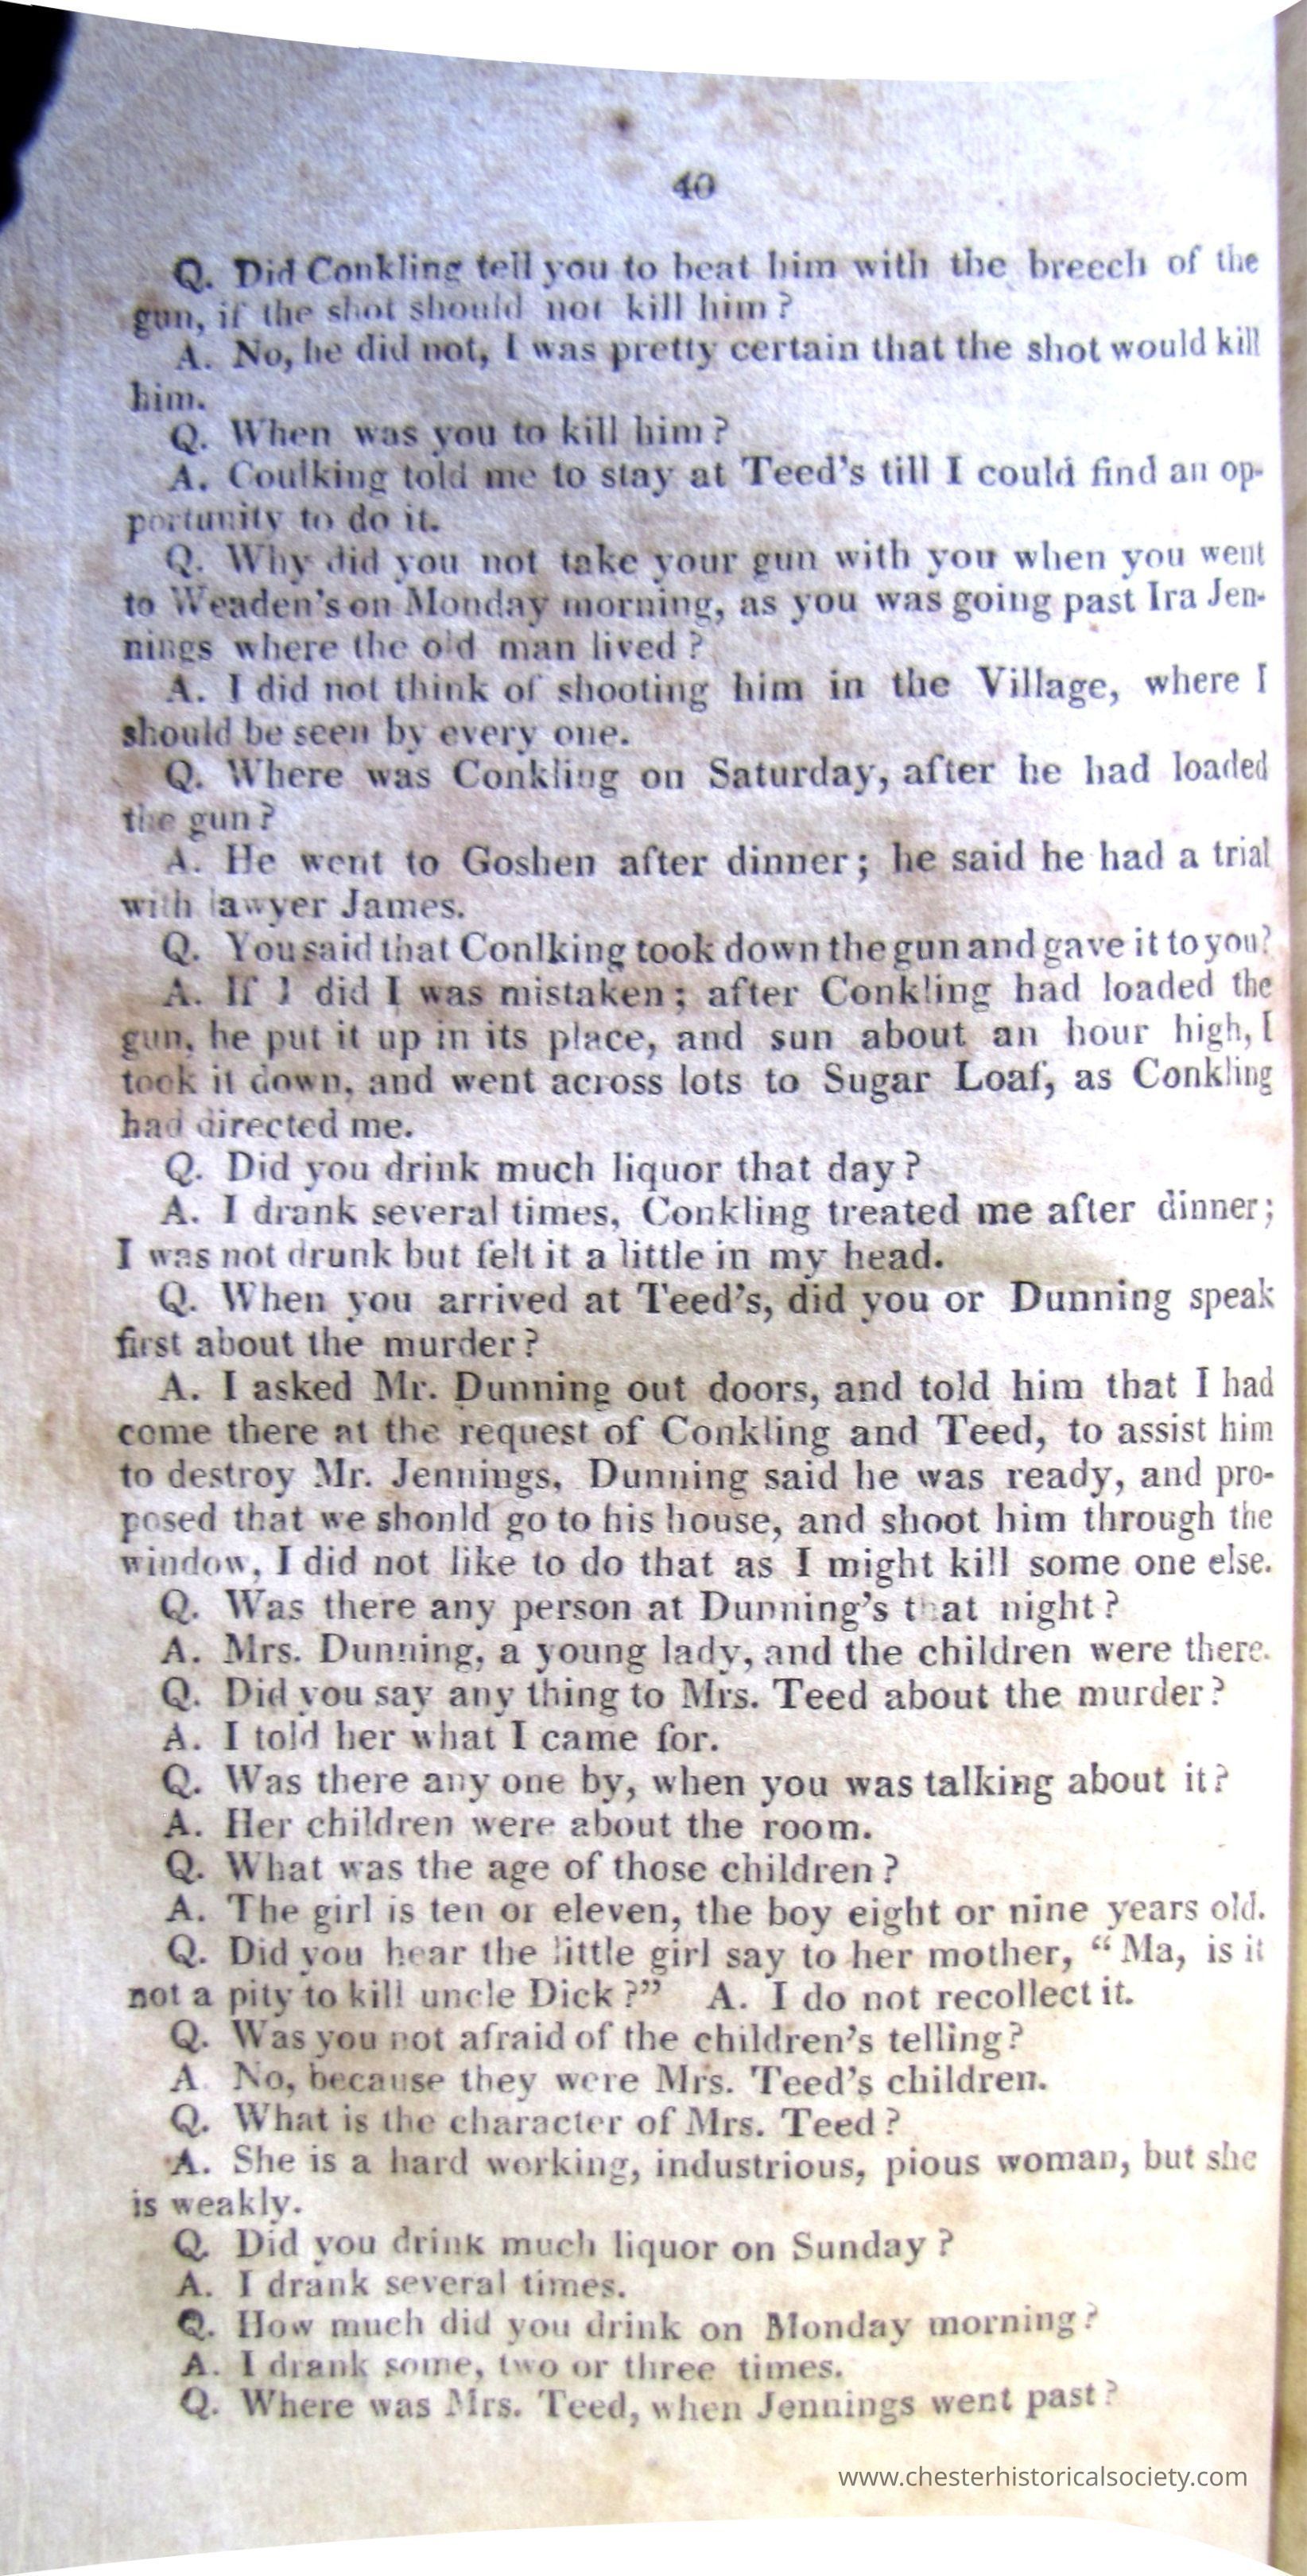 40
Q. Did Conkling tell you to beat him with the breech of the
gun, if the shot should not kill him?
A. No, he did not, I was pretty certain that the shot would kill
him.
Q. When was you to kill him?
A. Coulking told me to stay at Teed's till I could find an op-
portunity to do it.
Q. Why did you not take your gun with you when you went
to Weaden's on Monday morning, as you was going past Ira Jen-
nings where the old man lived?
A. I did not think of shooting him in the Village, where I
should be seen by every one.
Q. Where was Conkling on Saturday, after he had loaded
the gun?
A. He went to Goshen after dinner; he said he had a trial
with lawyer James.
Q. You said that Conlking took down the gun and gave it to you?
A. If I did I was mistaken; after Conkling had loaded the
gun, he put it up in its place, and sun about an hour high, I
took it down, and went across lots to Sugar Loaf, as Conkling
had directed me.
Q. Did you drink much liquor that day?
A. I drank several times, Conkling treated me after dinner;
I was not drunk but felt it a little in my head.
Q. When you arrived at Teed's, did you or Dunning speak
first about the murder?
A. I asked Mr. Dunning out doors, and told him that I had
come there at the request of Conkling and Teed, to assist him
to destroy Mr. Jennings, Dunning said he was ready, and pro-
posed that we shonld go to his house, and shoot him through the
window, I did not like to do that as I might kill some one else.
Q. Was there any person at Dunning's that night?
A. Mrs. Dunning, a young lady, and the children were there.
Q. Did you say any thing to Mrs. Teed about the murder?
A. I told her what I came for.
Q. Was there any one by, when you was talking about it?
A. Her children were about the room.
Q. What was the age of those children?
A. The girl is ten or eleven, the boy eight or nine years old.
Q. Did you hear the little girl say to her mother, "Ma, is it
not a pity to kill uncle Dick?" A. I do not recollect it.
Q. Was you not afraid of the children's telling?
A. No, because they were Mrs. Teed's children.
Q. What is the character of Mrs. Teed?
A. She is a hard working, industrious, pious woman, but she
is weakly.
Q. Did you drink much liquor on Sunday?
A. I drank several times.
Q. How much did you drink on Monday morning?
A. I drank some, two or three times.
Q. Where was Mrs. Teed, when Jennings went past?
www.chesterhistoricalsociety.com